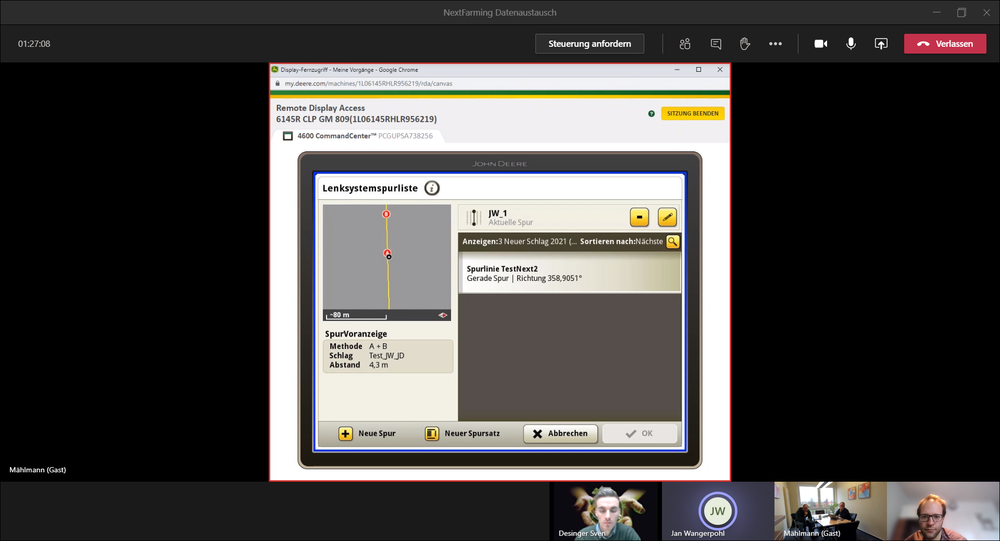 NextFarming Datenaustausch
01:27:08
Steuerung anfordern
Verlassen
Display-Fernzugriff - Meine Vorgänge - Google Chrome
my.deere.com/machines/1L06145RHLR956219/rda/canvas
Remote Display Access
6145R CLP GM 809(1L06145RHLR956219)
? SITZUNG BEENDEN
4600 CommandCenter™ PCGUPSA738256
JOHN DEERE
Lenksystemspurliste i
B
A
~80 m
JW_1
Aktuelle Spur
Anzeigen:3 Neuer Schlag 2021 (... Sortieren nach:Nächste
Spurlinie TestNext2
Gerade Spur | Richtung 358,9051°
SpurVoranzeige
Methode A + B
Schlag Test_JW_JD
Abstand 4,3 m
Neue Spur
Neuer Spursatz
Abbrechen
OK
Mählmann (Gast)
Desinger Sven
JW
Jan Wangerpohl
Mählmann (Gast)